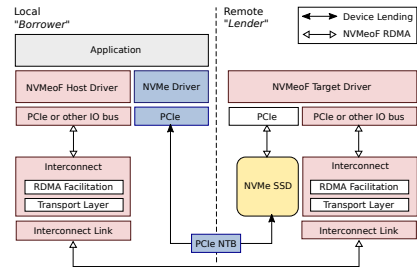 Local
"Borrower"
Remote
"Lender"
Device Lending
NVMeoF RDMA
Application
NVMeoF Host Driver
NVMe Driver
NVMeoF Target Driver
PCIe or other IO bus
PCIe
PCIe
PCIe or other IO bus
Interconnect
RDMA Facilitation
Transport Layer
NVMe SSD
Interconnect
RDMA Facilitation
Transport Layer
Interconnect Link
PCIe NTB
Interconnect Link